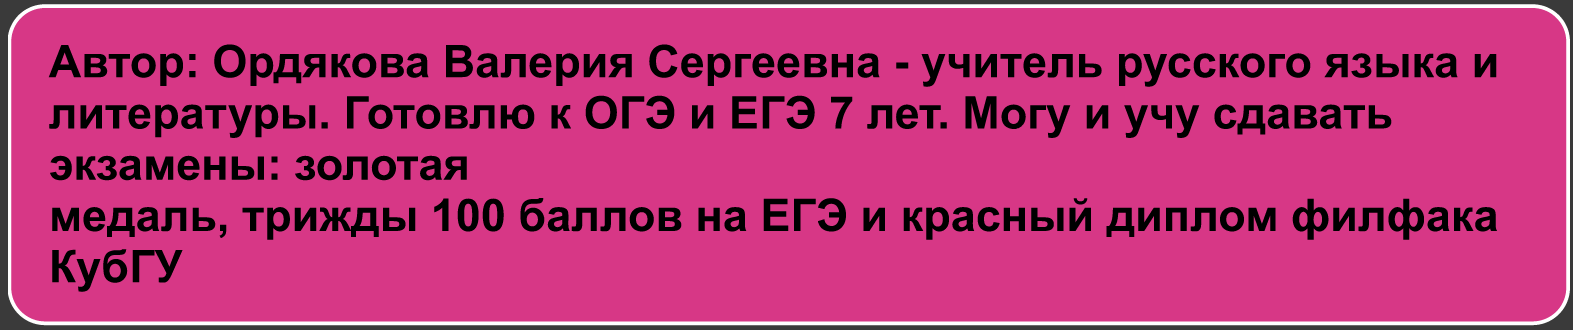 Автор: Ордякова Валерия Сергеевна - учитель русского языка и
литературы. Готовлю к ОГЭ и ЕГЭ 7 лет. Могу и учу сдавать
экзамены: золотая
медаль, трижды 100 баллов на ЕГЭ и красный диплом филфака
КубГУ